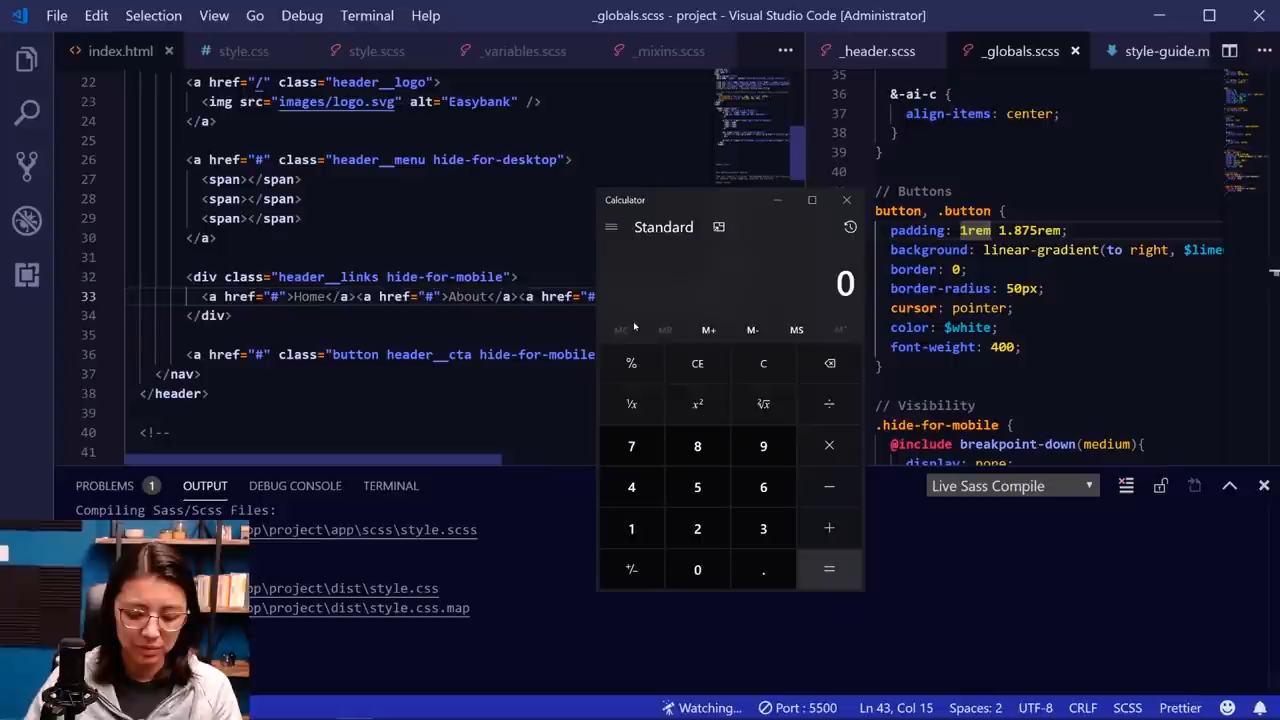 File Edit Selection View Go Debug Terminal Help
_globals.scss - project - Visual Studio Code [Administrator]
index.html
style.css
style.scss
_variables.scss
_mixins.scss
_header.scss
_globals.scss
style-guide.m
22 <a href="/" class="header__logo">
23 <img src="images/logo.svg" alt="Easybank" />
24 </a>
25
26 <a href="#" class="header__menu hide-for-desktop">
27 <span></span>
28 <span></span>
29 <span></span>
30 </a>
31
32 <div class="header__links hide-for-mobile">
33 <a href="#">Home</a><a href="#">About</a><a href="#
34 </div>
35
36 <a href="#" class="button header__cta hide-for-mobile
37 </nav>
38 </header>
39
40 <!--
41
35
36 &-ai-c {
37 align-items: center;
38 }
39 }
40
// Buttons
button, .button {
padding: 1rem 1.875rem;
background: linear-gradient(to right, $lime
border: 0;
border-radius: 50px;
cursor: pointer;
color: $white;
font-weight: 400;
}
// Visibility
.hide-for-mobile {
@include breakpoint-down(medium){
display: none;
Calculator
Standard
0
MC MR M+ M- MS M˅
% CE C
⅟x x² ²√x ÷
7 8 9 ×
4 5 6 −
1 2 3 +
+/- 0 . =
PROBLEMS 1 OUTPUT DEBUG CONSOLE TERMINAL
Live Sass Compile
Compiling Sass/Scss Files:
pp\project\app\scss\style.scss
pp\project\dist\style.css
pp\project\dist\style.css.map
Watching... Port : 5500 Ln 43, Col 15 Spaces: 2 UTF-8 CRLF SCSS Prettier